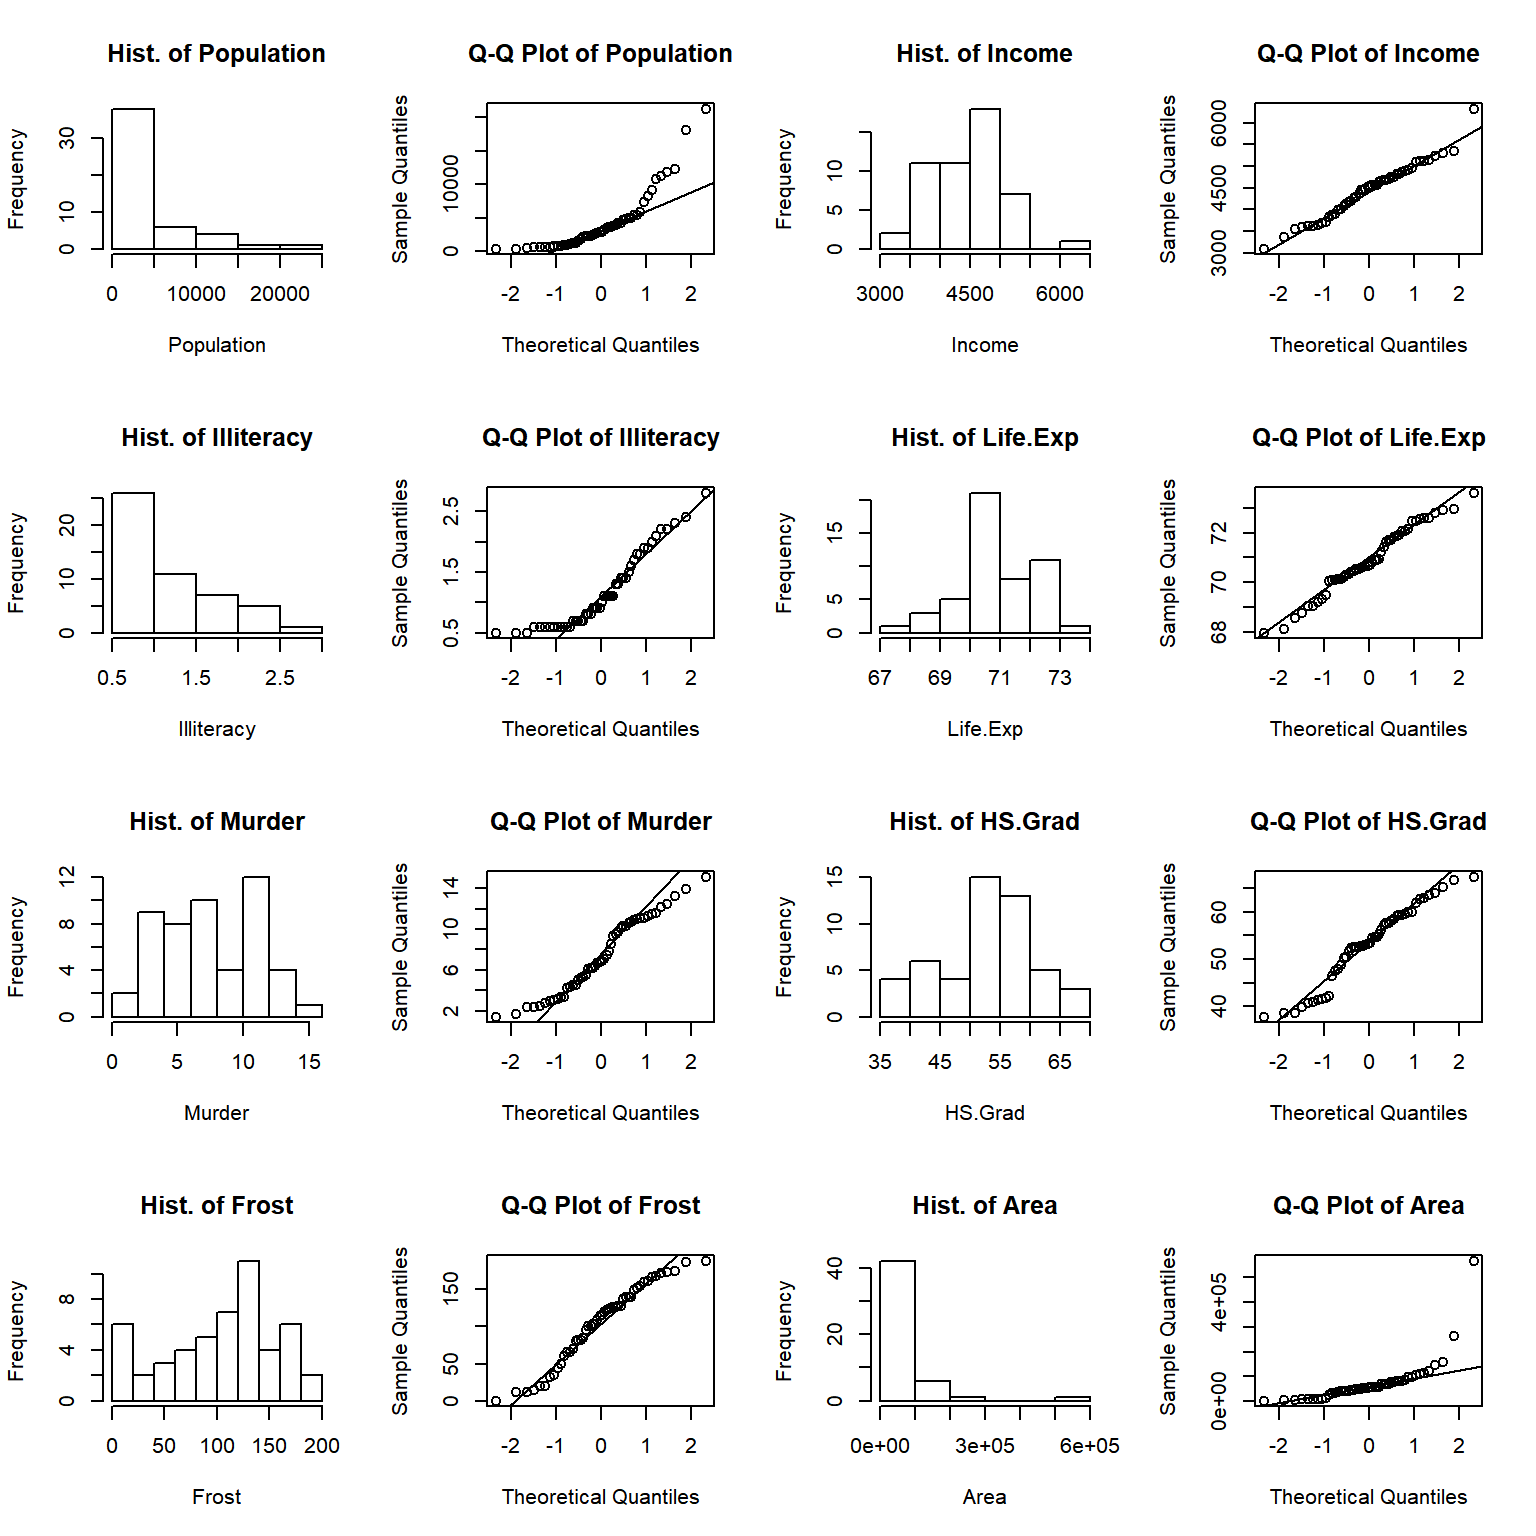 Hist. of Population
Frequency
0 10 30
0 10000 20000
Population
Q-Q Plot of Population
Sample Quantiles
0 10000
-2 -1 0 1 2
Theoretical Quantiles
Hist. of Income
Frequency
0 5 10
3000 4500 6000
Income
Q-Q Plot of Income
Sample Quantiles
3000 4500 6000
-2 -1 0 1 2
Theoretical Quantiles
Hist. of Illiteracy
Frequency
0 10 20
0.5 1.5 2.5
Illiteracy
Q-Q Plot of Illiteracy
Sample Quantiles
0.5 1.5 2.5
-2 -1 0 1 2
Theoretical Quantiles
Hist. of Life.Exp
Frequency
0 5 15
67 69 71 73
Life.Exp
Q-Q Plot of Life.Exp
Sample Quantiles
68 70 72
-2 -1 0 1 2
Theoretical Quantiles
Hist. of Murder
Frequency
0 4 8 12
0 5 10 15
Murder
Q-Q Plot of Murder
Sample Quantiles
2 6 10 14
-2 -1 0 1 2
Theoretical Quantiles
Hist. of HS.Grad
Frequency
0 5 10 15
35 45 55 65
HS.Grad
Q-Q Plot of HS.Grad
Sample Quantiles
40 50 60
-2 -1 0 1 2
Theoretical Quantiles
Hist. of Frost
Frequency
0 4 8
0 50 100 150 200
Frost
Q-Q Plot of Frost
Sample Quantiles
0 50 150
-2 -1 0 1 2
Theoretical Quantiles
Hist. of Area
Frequency
0 20 40
0e+00 3e+05 6e+05
Area
Q-Q Plot of Area
Sample Quantiles
0e+00 4e+05
-2 -1 0 1 2
Theoretical Quantiles